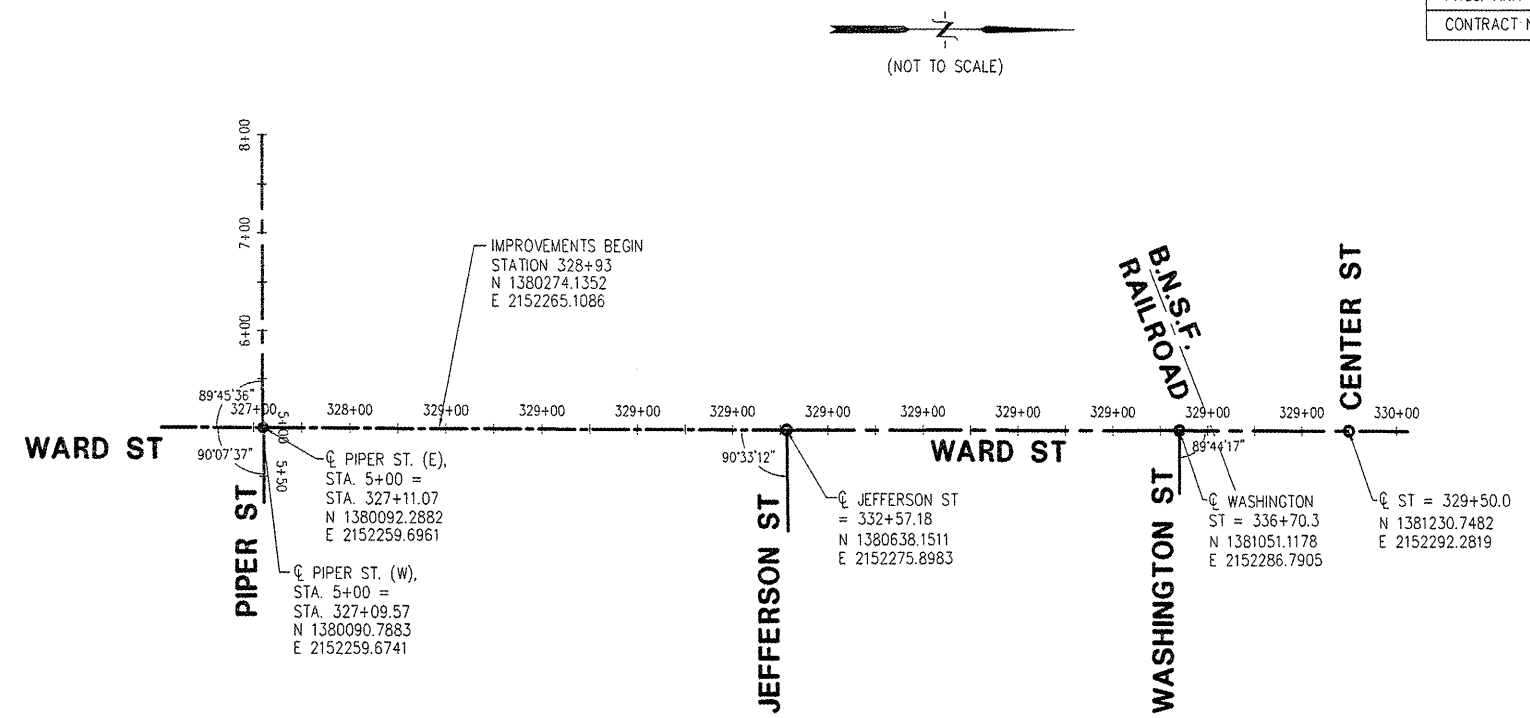 CONTRACT N
N
(NOT TO SCALE)
8+00
7+00
6+00
5+00
5+50
IMPROVEMENTS BEGIN
STATION 328+93
N 1380274.1352
E 2152265.1086
B.N.S.F.
RAILROAD
CENTER ST
89°45'36"
327+00
328+00
329+00
329+00
329+00
329+00
329+00
329+00
329+00
329+00
329+00
330+00
WARD ST
WARD ST
90°07'37"
90°33'12"
89°44'17"
PIPER ST
℄ PIPER ST. (E),
STA. 5+00 =
STA. 327+11.07
N 1380092.2882
E 2152259.6961
℄ PIPER ST. (W),
STA. 5+00 =
STA. 327+09.57
N 1380090.7883
E 2152259.6741
JEFFERSON ST
℄ JEFFERSON ST
= 332+57.18
N 1380638.1511
E 2152275.8983
WASHINGTON ST
℄ WASHINGTON
ST = 336+70.3
N 1381051.1178
E 2152286.7905
℄ ST = 329+50.0
N 1381230.7482
E 2152292.2819